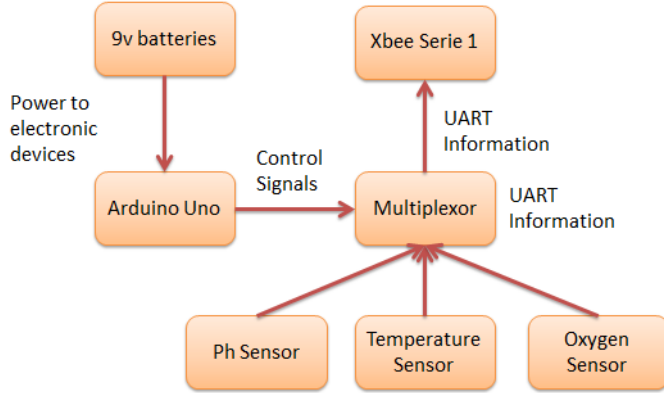 9v batteries
Xbee Serie 1
Power to
electronic
devices
UART
Information
Control
Signals
Arduino Uno
Multiplexor
UART
Information
Ph Sensor
Temperature
Sensor
Oxygen
Sensor